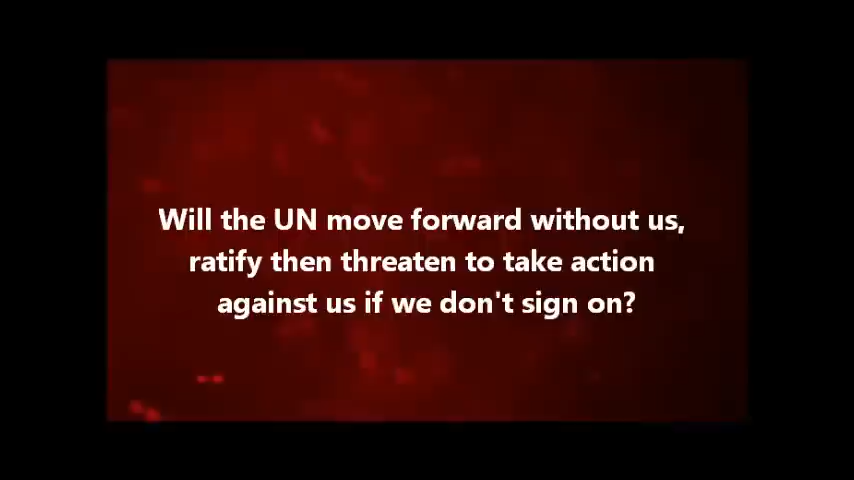 Will the UN move forward without us,
ratify then threaten to take action
against us if we don't sign on?